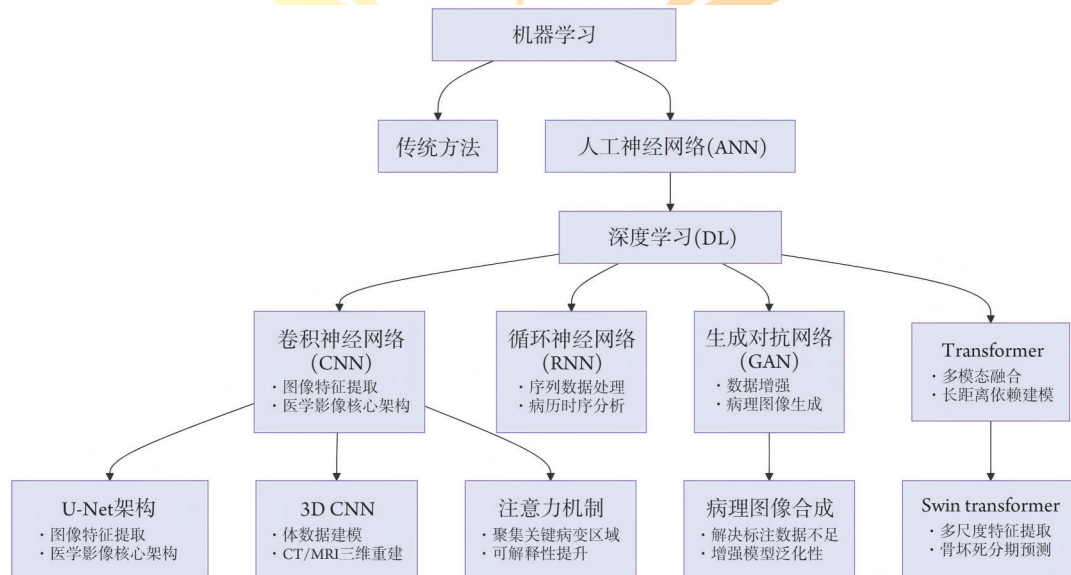 机器学习
传统方法
人工神经网络(ANN)
深度学习(DL)
卷积神经网络
(CNN)
·图像特征提取
·医学影像核心架构
循环神经网络
(RNN)
·序列数据处理
·病历时序分析
生成对抗网络
(GAN)
·数据增强
·病理图像生成
Transformer
·多模态融合
·长距离依赖建模
U-Net架构
·图像特征提取
·医学影像核心架构
3D CNN
·体数据建模
·CT/MRI三维重建
注意力机制
·聚集关键病变区域
·可解释性提升
病理图像合成
·解决标注数据不足
·增强模型泛化性
Swin transformer
·多尺度特征提取
·骨坏死分期预测